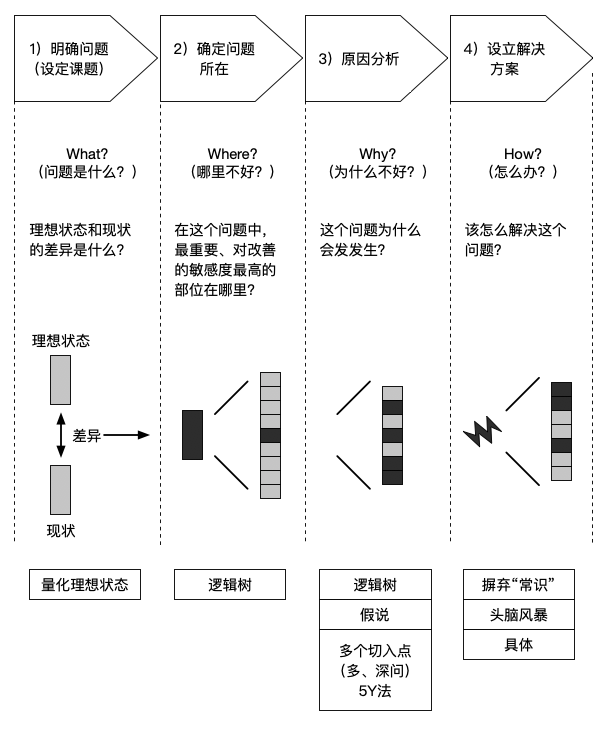 1）明确问题
（设定课题）
2）确定问题
所在
3）原因分析
4）设立解决
方案
What?
（问题是什么？）
Where?
（哪里不好？）
Why?
（为什么不好？）
How?
（怎么办？）
理想状态和现状
的差异是什么？
在这个问题中，
最重要、对改善
的敏感度最高的
部位在哪里？
这个问题为什么
会发发生？
该怎么解决这个
问题？
理想状态
差异
现状
量化理想状态
逻辑树
逻辑树
假说
多个切入点
（多、深问）
5Y法
摒弃“常识”
头脑风暴
具体